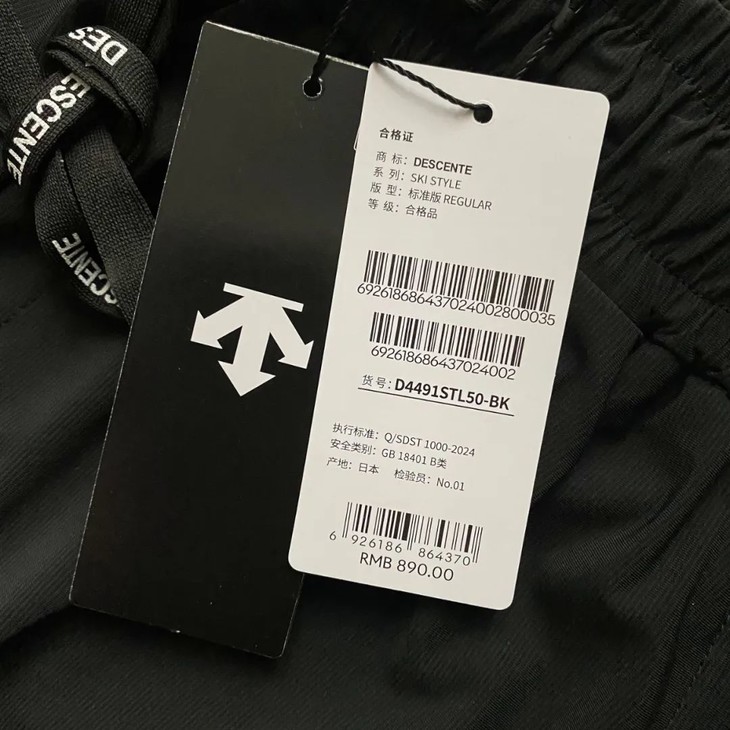 DESCENTE
DESCENTE
DESCENTE
合格证
商 标：DESCENTE
系 列：SKI STYLE
版 型：标准版 REGULAR
等 级：合格品
692618686437024002800035
692618686437024002
货号：D4491STL50-BK
执行标准：Q/SDST 1000-2024
安全类别：GB 18401 B类
产地：日本 检验员：No.01
6 926186 864370
RMB 890.00